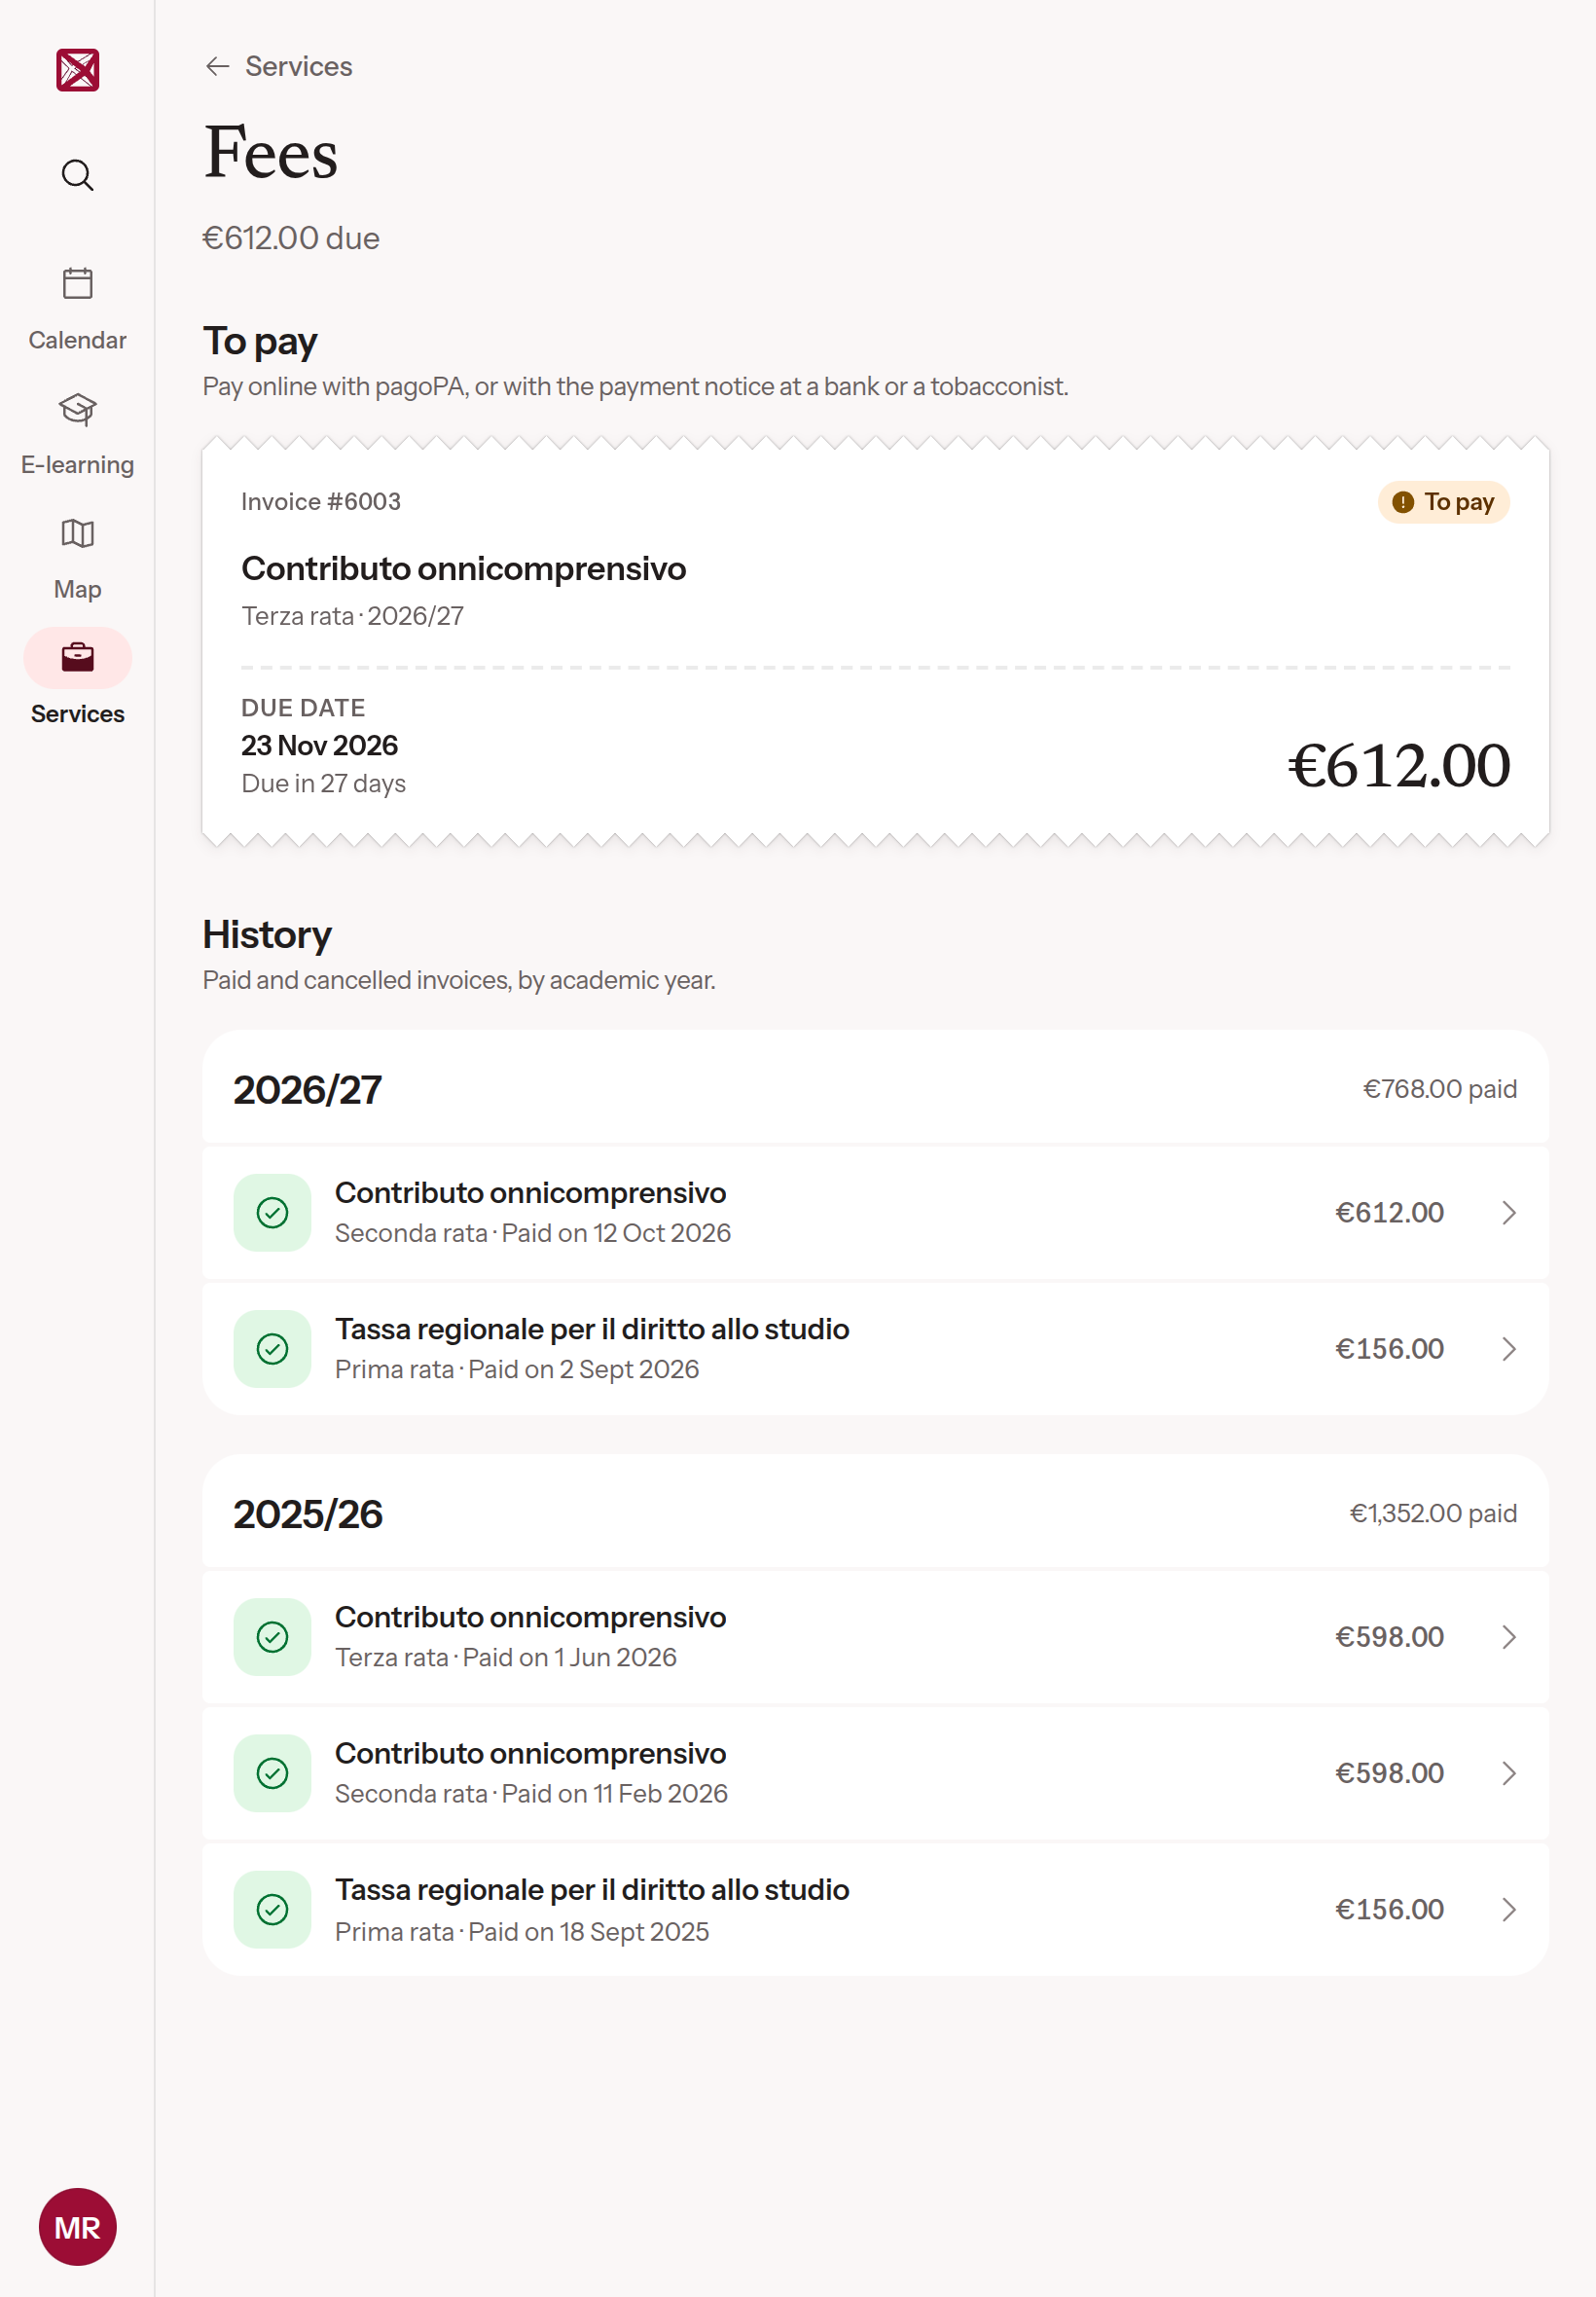 Services
Fees
€612.00 due
Calendar
E-learning
Map
Services
To pay
Pay online with pagoPA, or with the payment notice at a bank or a tobacconist.
Invoice #6003
To pay
Contributo onnicomprensivo
Terza rata · 2026/27
DUE DATE
23 Nov 2026
Due in 27 days
€612.00
History
Paid and cancelled invoices, by academic year.
2026/27
€768.00 paid
Contributo onnicomprensivo
Seconda rata · Paid on 12 Oct 2026
€612.00
Tassa regionale per il diritto allo studio
Prima rata · Paid on 2 Sept 2026
€156.00
2025/26
€1,352.00 paid
Contributo onnicomprensivo
Terza rata · Paid on 1 Jun 2026
€598.00
Contributo onnicomprensivo
Seconda rata · Paid on 11 Feb 2026
€598.00
Tassa regionale per il diritto allo studio
Prima rata · Paid on 18 Sept 2025
€156.00
MR